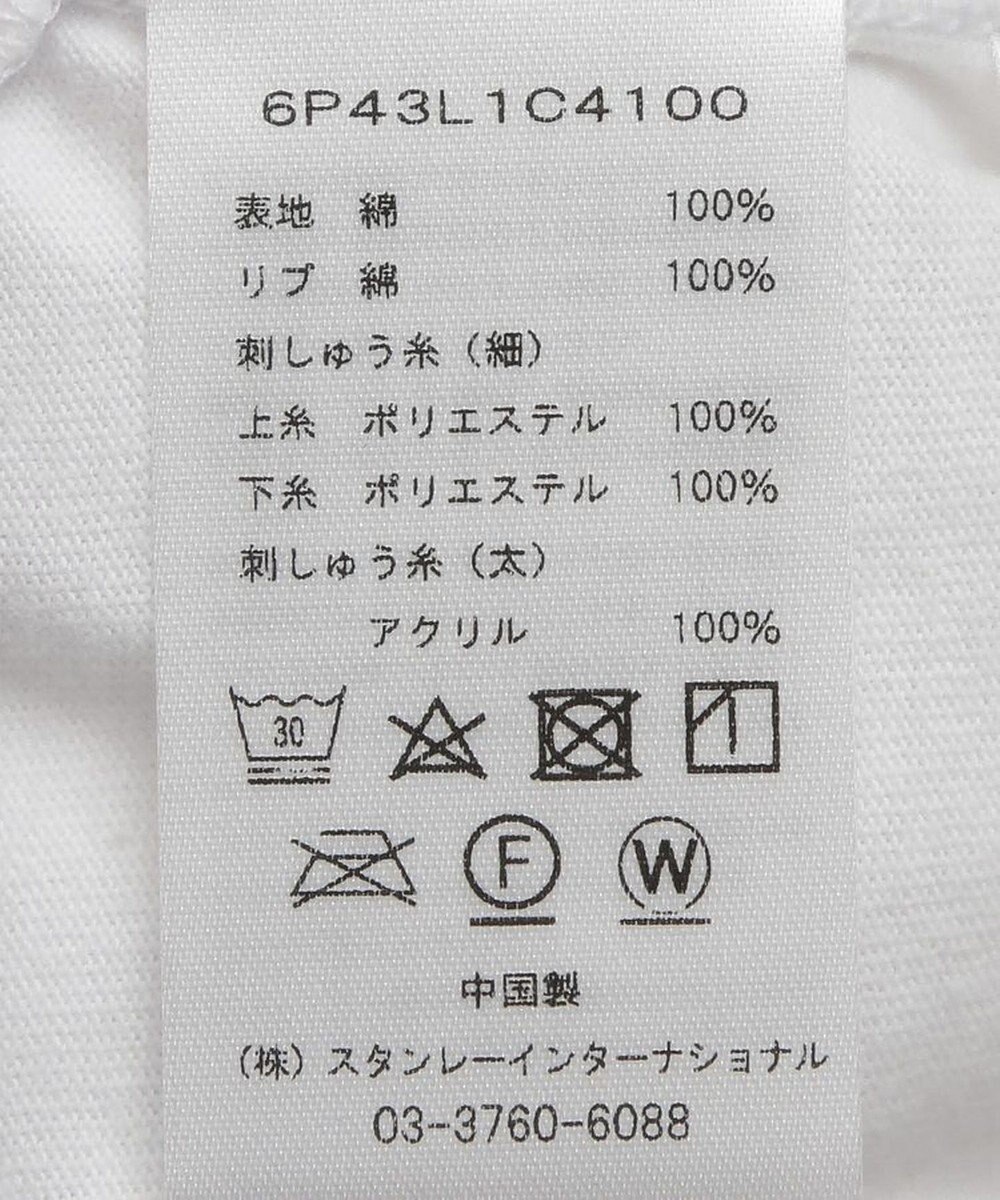 6P43L1C4100
表地　綿　100%
リブ　綿　100%
刺しゅう糸（細）
上糸　ポリエステル　100%
下糸　ポリエステル　100%
刺しゅう糸（太）
アクリル　100%
30
F
W
中国製
（株）スタンレーインターナショナル
03-3760-6088